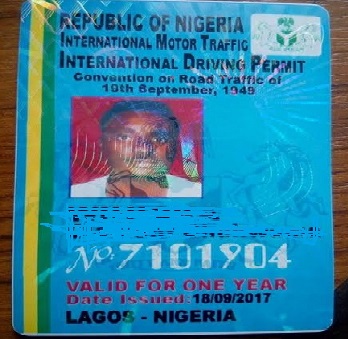 REPUBLIC OF NIGERIA
INTERNATIONAL MOTOR TRAFFIC
INTERNATIONAL DRIVING PERMIT
Convention on Road Traffic of
19th September, 1949
No: 7101904
VALID FOR ONE YEAR
Date Issued: 18/09/2017
LAGOS - NIGERIA